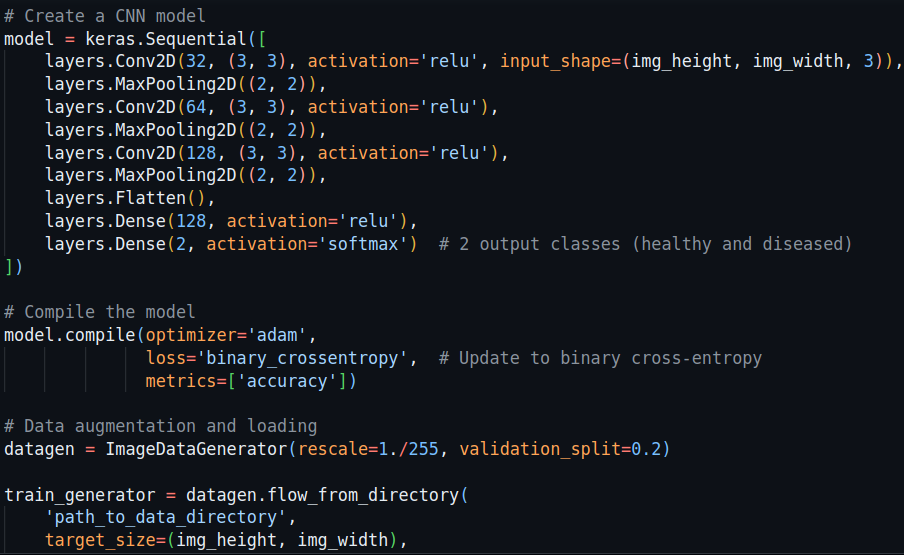 # Create a CNN model
model = keras.Sequential([
    layers.Conv2D(32, (3, 3), activation='relu', input_shape=(img_height, img_width, 3)),
    layers.MaxPooling2D((2, 2)),
    layers.Conv2D(64, (3, 3), activation='relu'),
    layers.MaxPooling2D((2, 2)),
    layers.Conv2D(128, (3, 3), activation='relu'),
    layers.MaxPooling2D((2, 2)),
    layers.Flatten(),
    layers.Dense(128, activation='relu'),
    layers.Dense(2, activation='softmax')  # 2 output classes (healthy and diseased)
])

# Compile the model
model.compile(optimizer='adam',
              loss='binary_crossentropy',  # Update to binary cross-entropy
              metrics=['accuracy'])

# Data augmentation and loading
datagen = ImageDataGenerator(rescale=1./255, validation_split=0.2)

train_generator = datagen.flow_from_directory(
    'path_to_data_directory',
    target_size=(img_height, img_width),